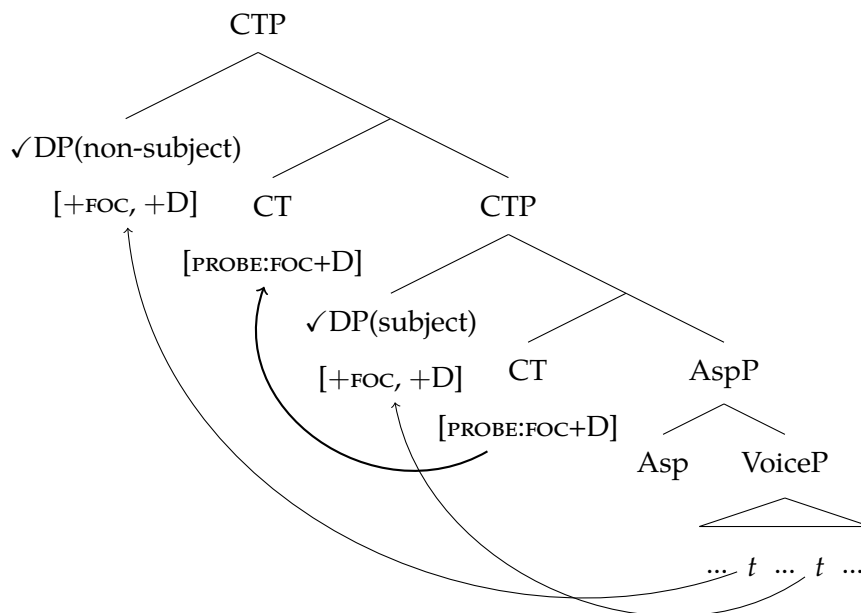 CTP
✓DP(non-subject)
[+FOC, +D] CT CTP
[PROBE:FOC+D]
✓DP(subject)
[+FOC, +D] CT AspP
[PROBE:FOC+D] Asp VoiceP
... t ... t ...